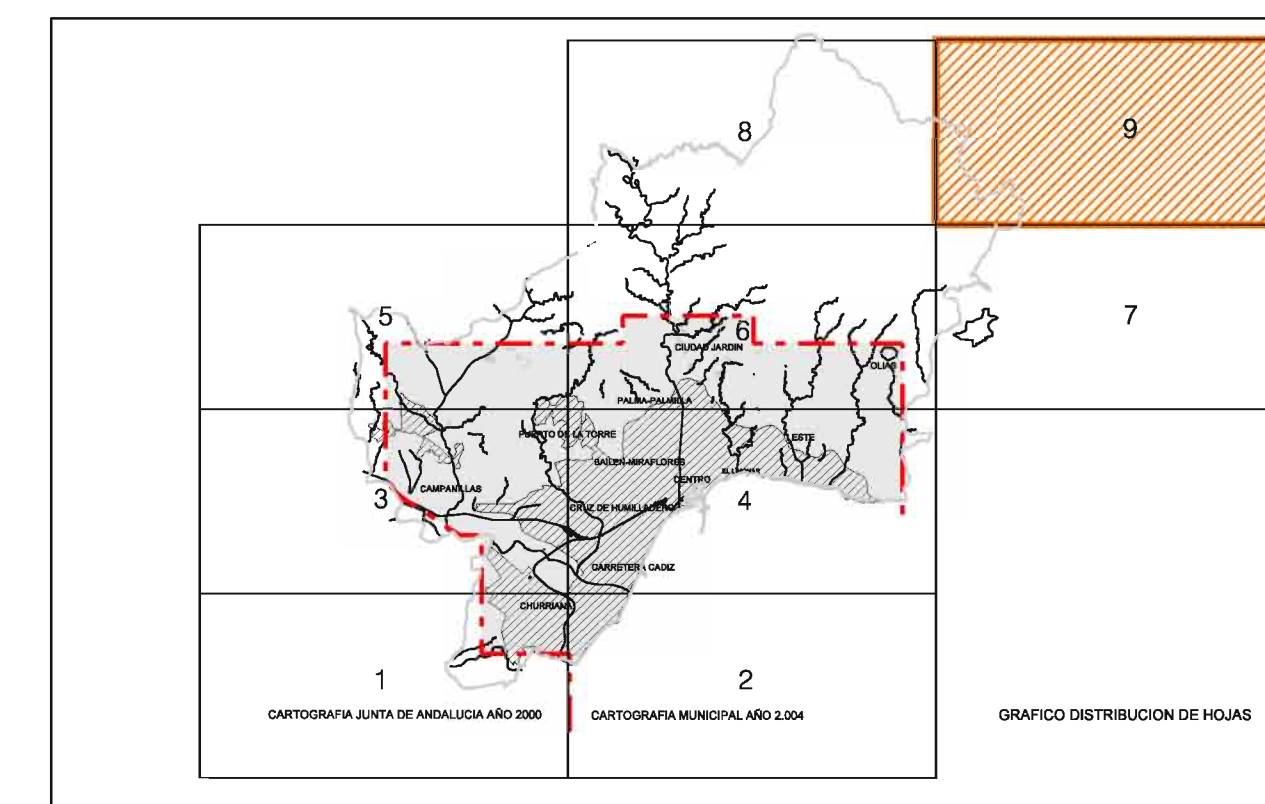 8
9
5
6
7
CIUDAD JARDIN
OLIAS
PALMA-PALMILLA
PUERTO DE LA TORRE
LESTE
BAILEN-MIRAFLORES
CENTRO
CAMPANILLAS
3
4
CRUZ DE HUMILLADERO
CARRETER A CADIZ
CHURRIANA
1
2
CARTOGRAFIA JUNTA DE ANDALUCIA AÑO 2000
CARTOGRAFIA MUNICIPAL AÑO 2.004
GRAFICO DISTRIBUCION DE HOJAS